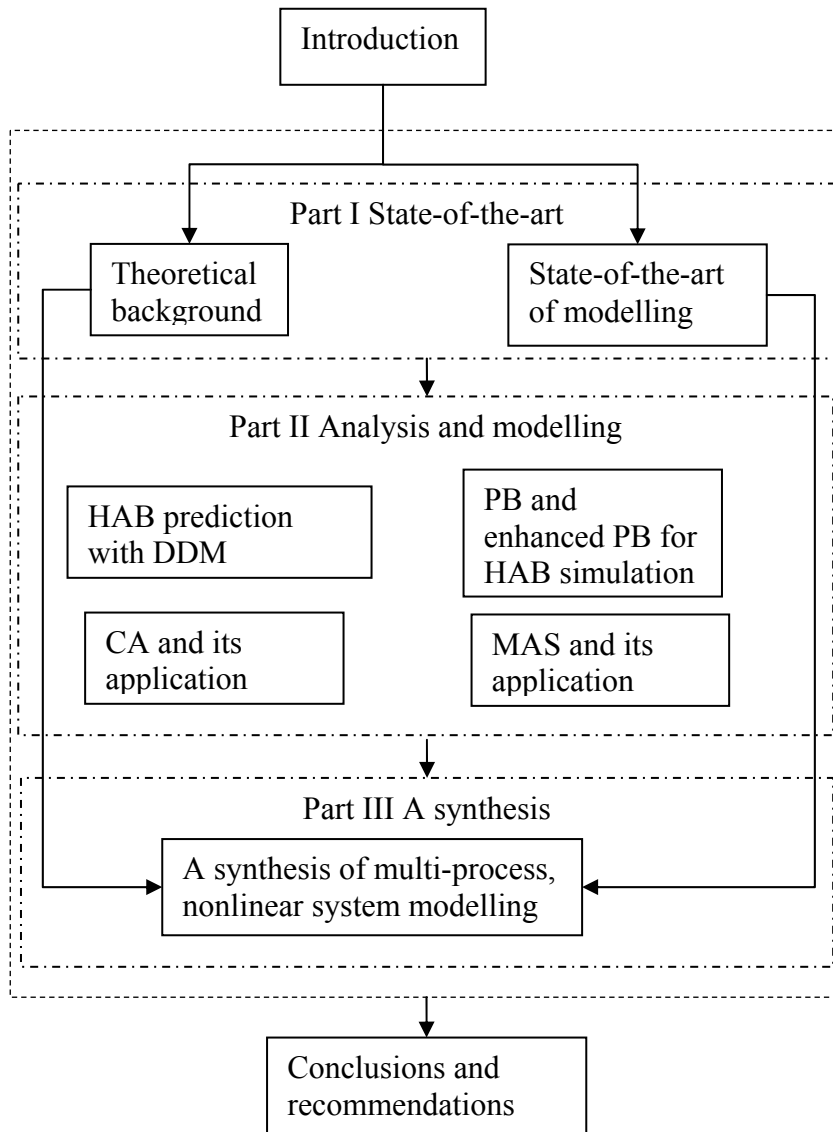 Introduction
Part I State-of-the-art
Theoretical
background
State-of-the-art
of modelling
Part II Analysis and modelling
HAB prediction
with DDM
PB and
enhanced PB for
HAB simulation
CA and its
application
MAS and its
application
Part III A synthesis
A synthesis of multi-process,
nonlinear system modelling
Conclusions and
recommendations